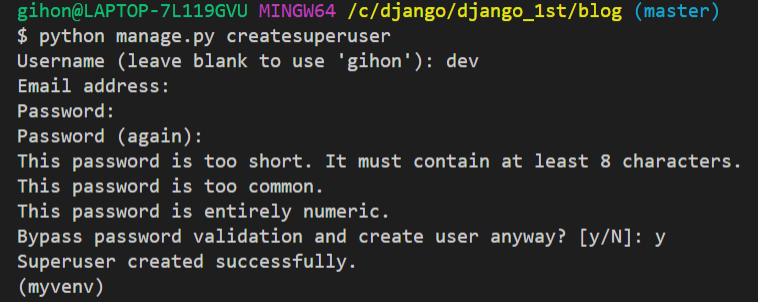 gihon@LAPTOP-7L119GVU MINGW64 /c/django/django_1st/blog (master)
$ python manage.py createsuperuser
Username (leave blank to use 'gihon'): dev
Email address:
Password:
Password (again):
This password is too short. It must contain at least 8 characters.
This password is too common.
This password is entirely numeric.
Bypass password validation and create user anyway? [y/N]: y
Superuser created successfully.
(myvenv)